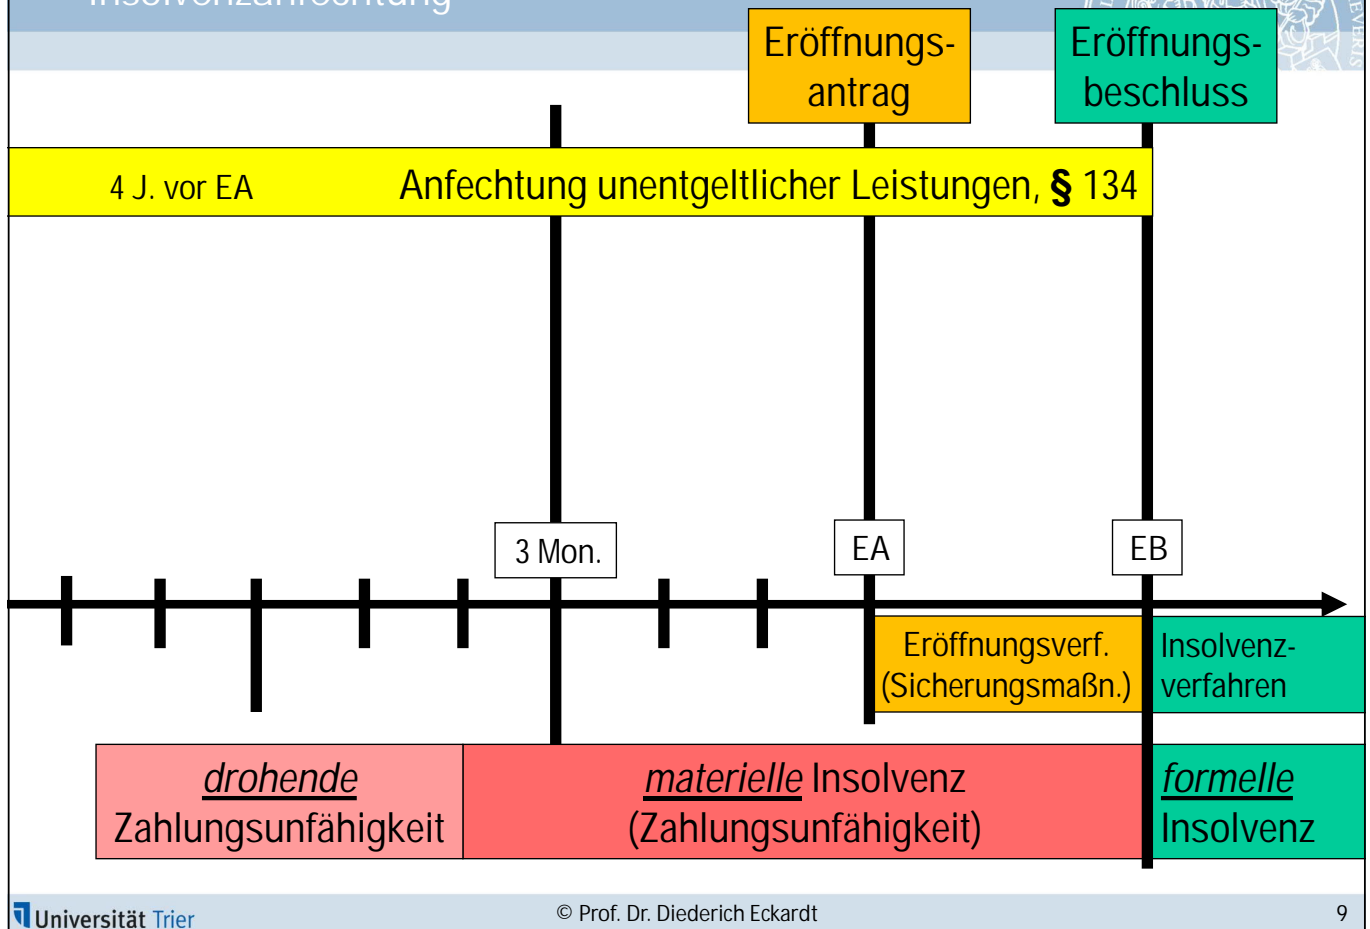 Insolvenzanfechtung
Eröffnungs-
antrag
Eröffnungs-
beschluss
4 J. vor EA Anfechtung unentgeltlicher Leistungen, § 134
3 Mon.
EA
EB
Eröffnungsverf.
(Sicherungsmaßn.)
Insolvenz-
verfahren
drohende
Zahlungsunfähigkeit
materielle Insolvenz
(Zahlungsunfähigkeit)
formelle
Insolvenz
Universität Trier
© Prof. Dr. Diederich Eckardt
9